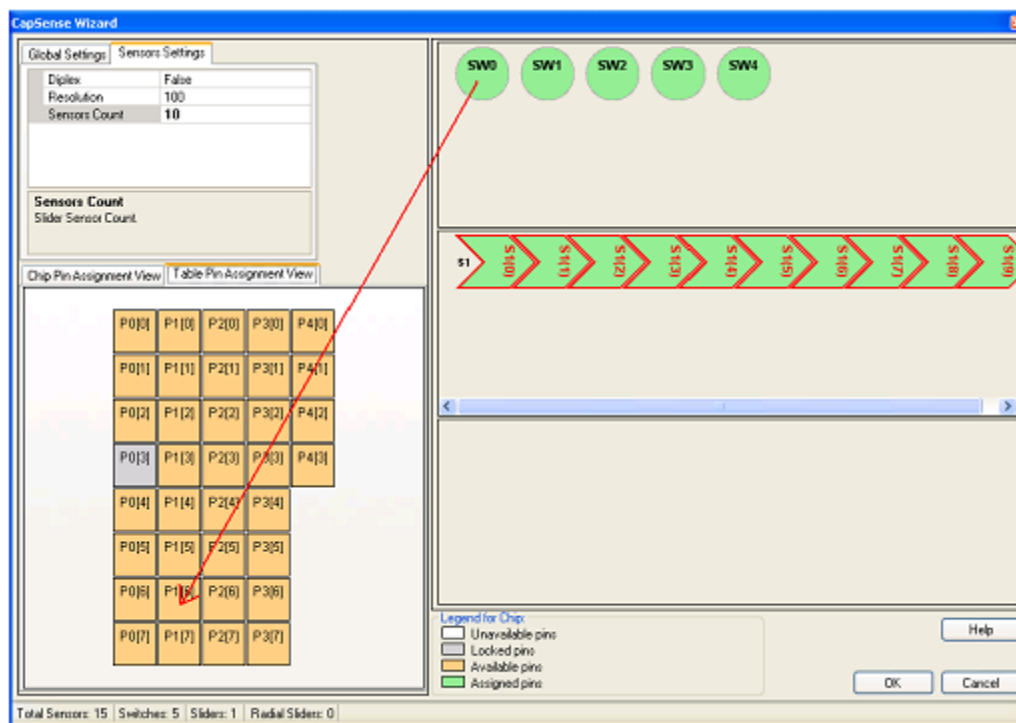 CapSense Wizard
Global Settings Sensors Settings
Diplex False
Resolution 100
Sensors Count 10
Sensors Count
Slider Sensor Count
Chip Pin Assignment View Table Pin Assignment View
P0[0] P1[0] P2[0] P3[0] P4[0]
P0[1] P1[1] P2[1] P3[1] P4[1]
P0[2] P1[2] P2[2] P3[2] P4[2]
P0[3] P1[3] P2[3] P3[3] P4[3]
P0[4] P1[4] P2[4] P3[4]
P0[5] P1[5] P2[5] P3[5]
P0[6] P1[6] P2[6] P3[6]
P0[7] P1[7] P2[7] P3[7]
SW0 SW1 SW2 SW3 SW4
S1 S1(0) S1(1) S1(2) S1(3) S1(4) S1(5) S1(6) S1(7) S1(8) S1(9)
Legend for Chip:
Unavailable pins
Locked pins
Available pins
Assigned pins
Help
OK Cancel
Total Sensors: 15 Switches: 5 Sliders: 1 Radial Sliders: 0